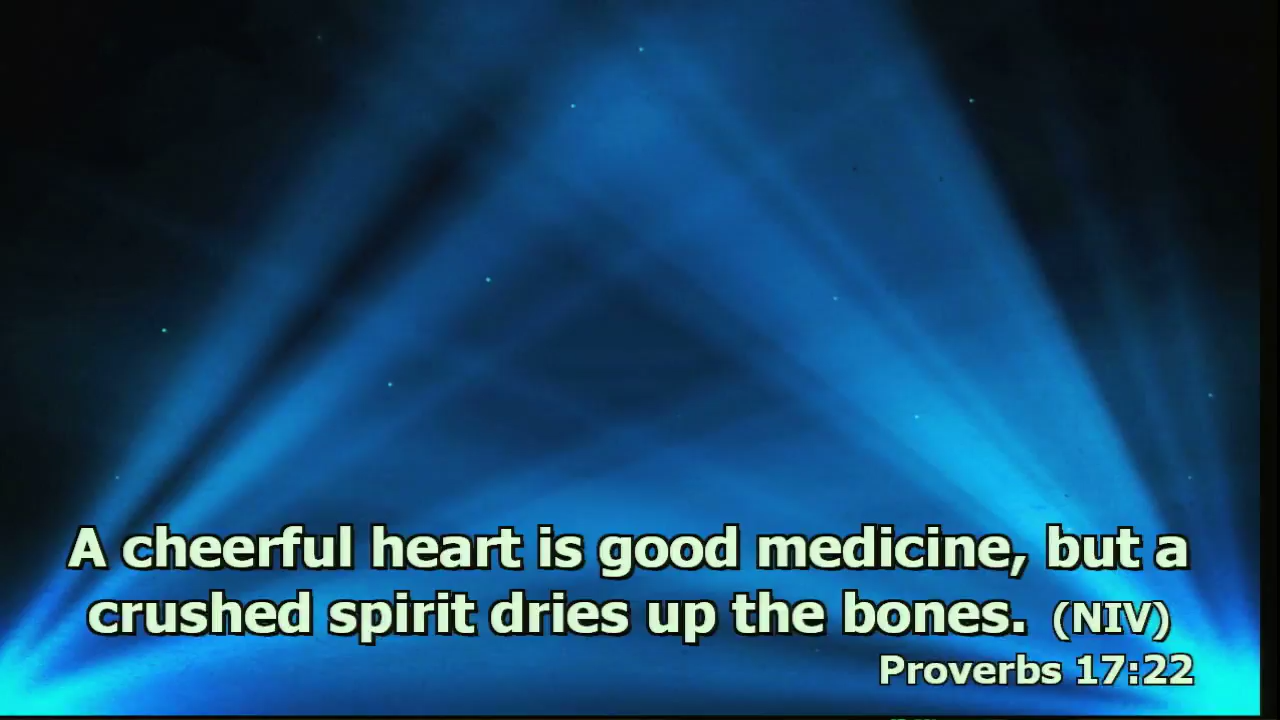 A cheerful heart is good medicine, but a
crushed spirit dries up the bones. (NIV)
Proverbs 17:22